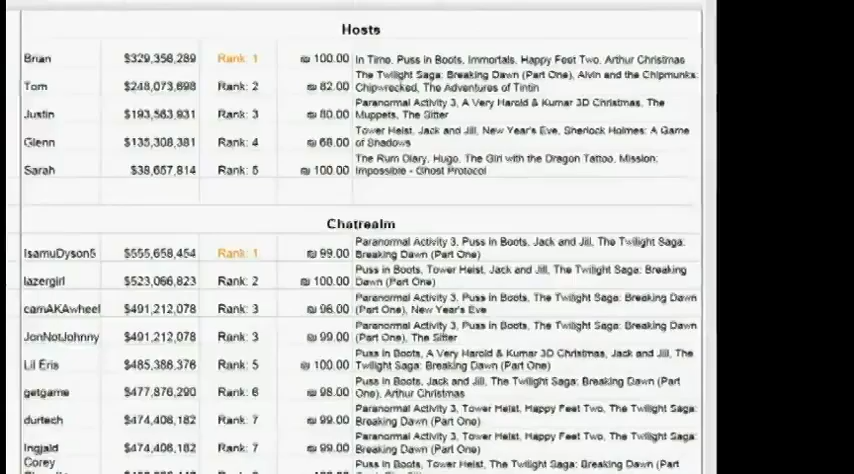 Hosts
Brian $329,358,289 Rank: 1 ₪ 100.00 In Time, Puss in Boots, Immortals, Happy Feet Two, Arthur Christmas
The Twilight Saga: Breaking Dawn (Part One), Alvin and the Chipmunks:
Tom $248,073,698 Rank: 2 ₪ 82.00 Chipwrecked, The Adventures of Tintin
Paranormal Activity 3, A Very Harold & Kumar 3D Christmas, The
Justin $193,583,931 Rank: 3 ₪ 80.00 Muppets, The Sitter
Tower Heist, Jack and Jill, New Year's Eve, Sherlock Holmes: A Game
Glenn $135,308,381 Rank: 4 ₪ 68.00 of Shadows
The Rum Diary, Hugo, The Girl with the Dragon Tattoo, Mission:
Sarah $38,657,814 Rank: 5 ₪ 100.00 Impossible - Ghost Protocol
Chatrealm
Paranormal Activity 3, Puss in Boots, Jack and Jill, The Twilight Saga:
IsamuDyson5 $555,658,454 Rank: 1 ₪ 99.00 Breaking Dawn (Part One)
Puss in Boots, Tower Heist, Jack and Jill, The Twilight Saga: Breaking
lazergirl $523,066,823 Rank: 2 ₪ 100.00 Dawn (Part One)
Paranormal Activity 3, Puss in Boots, The Twilight Saga: Breaking Dawn
camAKAwheel $491,212,078 Rank: 3 ₪ 96.00 (Part One), New Year's Eve
Paranormal Activity 3, Puss in Boots, The Twilight Saga: Breaking Dawn
JonNotJohnny $491,212,078 Rank: 3 ₪ 99.00 (Part One), The Sitter
Puss in Boots, A Very Harold & Kumar 3D Christmas, Jack and Jill, The
Lil Eris $485,386,376 Rank: 5 ₪ 100.00 Twilight Saga: Breaking Dawn (Part One)
Puss in Boots, Jack and Jill, The Twilight Saga: Breaking Dawn (Part
getgame $477,876,290 Rank: 6 ₪ 98.00 One), Arthur Christmas
Paranormal Activity 3, Tower Heist, Happy Feet Two, The Twilight Saga:
durtech $474,408,182 Rank: 7 ₪ 99.00 Breaking Dawn (Part One)
Paranormal Activity 3, Tower Heist, Happy Feet Two, The Twilight Saga:
Ingjald $474,408,182 Rank: 7 ₪ 99.00 Breaking Dawn (Part One)
Corey Puss in Boots, Tower Heist, The Twilight Saga: Breaking Dawn (Part